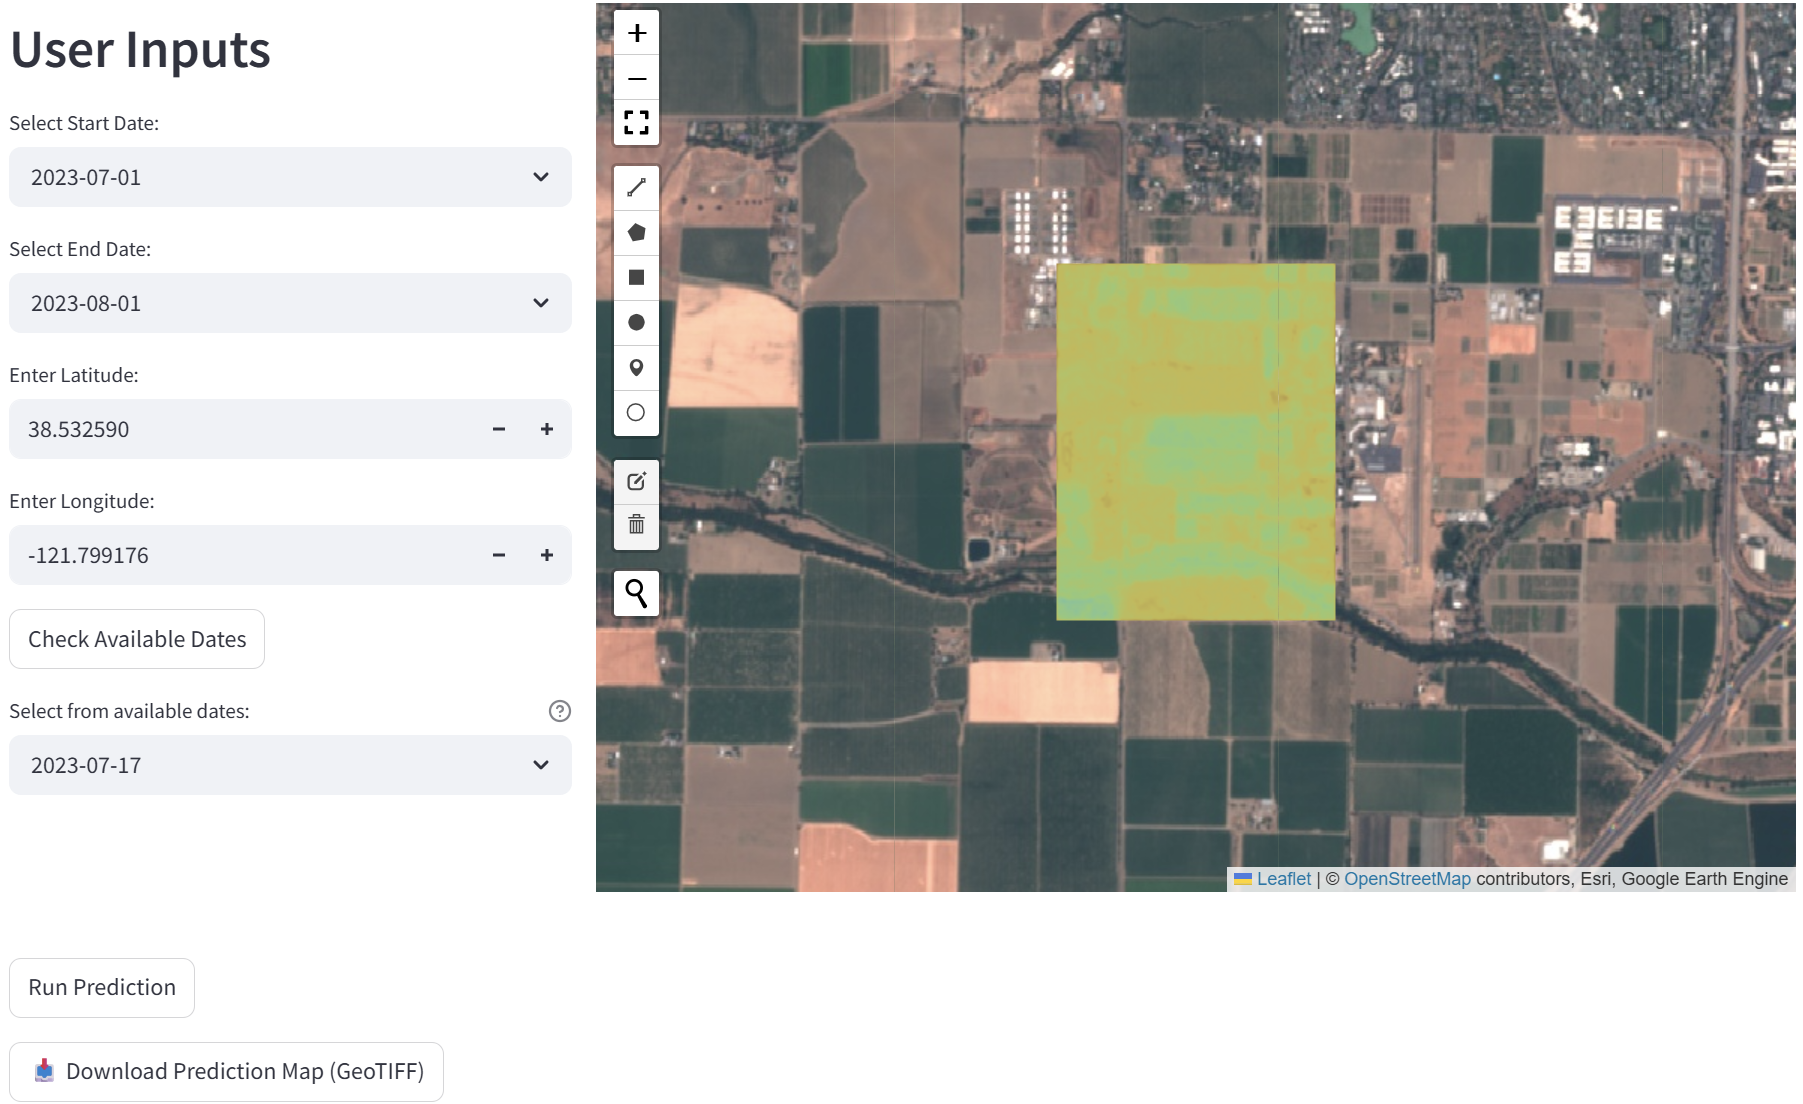 User Inputs
Select Start Date:
2023-07-01
Select End Date:
2023-08-01
Enter Latitude:
38.532590
Enter Longitude:
-121.799176
Check Available Dates
Select from available dates:
2023-07-17
Run Prediction
Download Prediction Map (GeoTIFF)
Leaflet | © OpenStreetMap contributors, Esri, Google Earth Engine